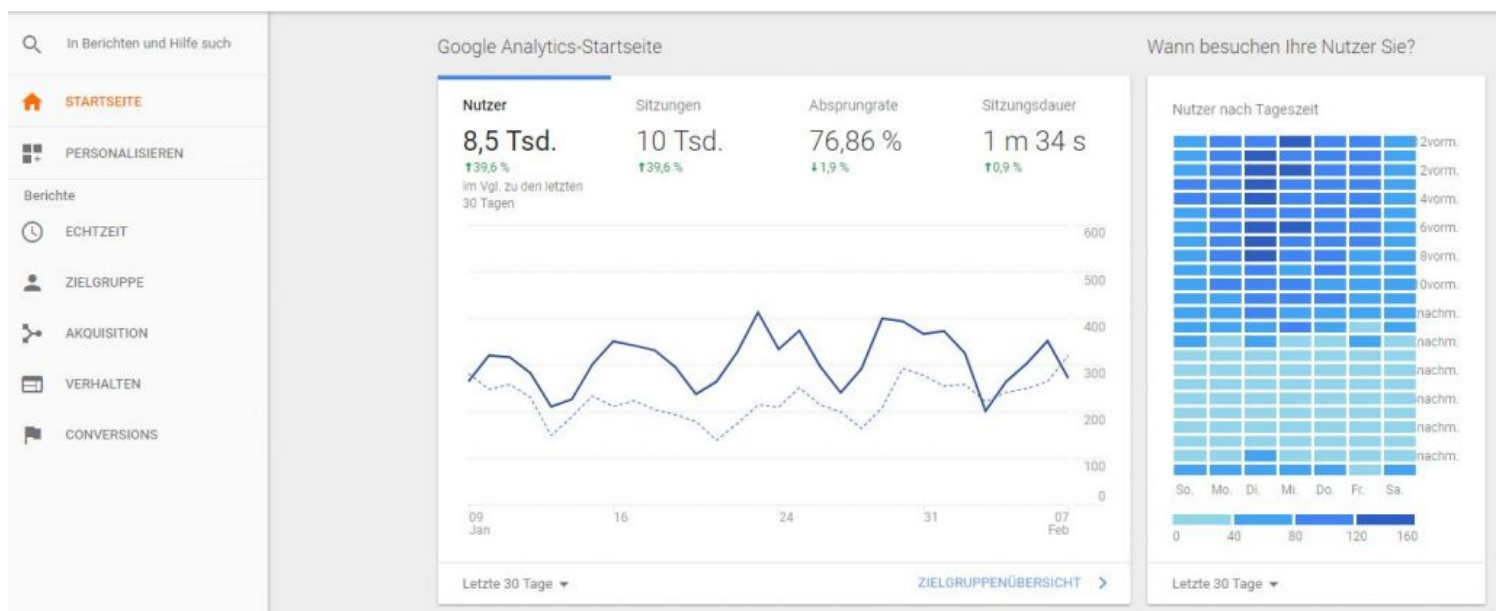 In Berichten und Hilfe such
STARTSEITE
PERSONALISIEREN
Berichte
ECHTZEIT
ZIELGRUPPE
AKQUISITION
VERHALTEN
CONVERSIONS
Google Analytics-Startseite
Nutzer
8,5 Tsd.
39,6 %
im Vgl. zu den letzten
30 Tagen
Sitzungen
10 Tsd.
39,6 %
Absprungrate
76,86 %
1,9 %
Sitzungsdauer
1 m 34 s
0,9 %
600
500
400
300
200
100
0
09
Jan
16
24
31
07
Feb
Letzte 30 Tage
ZIELGRUPPENÜBERSICHT
Wann besuchen Ihre Nutzer Sie?
Nutzer nach Tageszeit
2vorm.
2vorm.
4vorm.
6vorm.
8vorm.
0vorm.
nachm.
nachm.
nachm.
nachm.
nachm.
nachm.
So. Mo. Di. Mi. Do. Fr. Sa.
0 40 80 120 160
Letzte 30 Tage